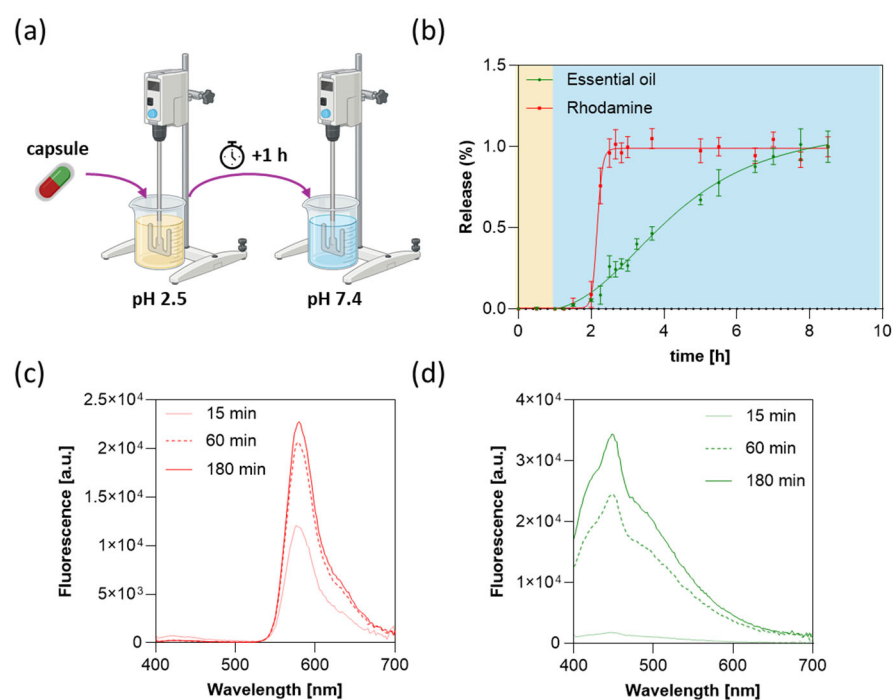 (a)
capsule
+1 h
pH 2.5
pH 7.4
(b)
1.5
1.0
0.5
0.0
Release (%)
Essential oil
Rhodamine
0 2 4 6 8 10
time [h]
(c)
2.5×10⁴
2×10⁴
1.5×10⁴
1×10⁴
5×10³
0
Fluorescence [a.u.]
15 min
60 min
180 min
400 500 600 700
Wavelength [nm]
(d)
4×10⁴
3×10⁴
2×10⁴
1×10⁴
0
Fluorescence [a.u.]
15 min
60 min
180 min
400 500 600 700
Wavelength [nm]